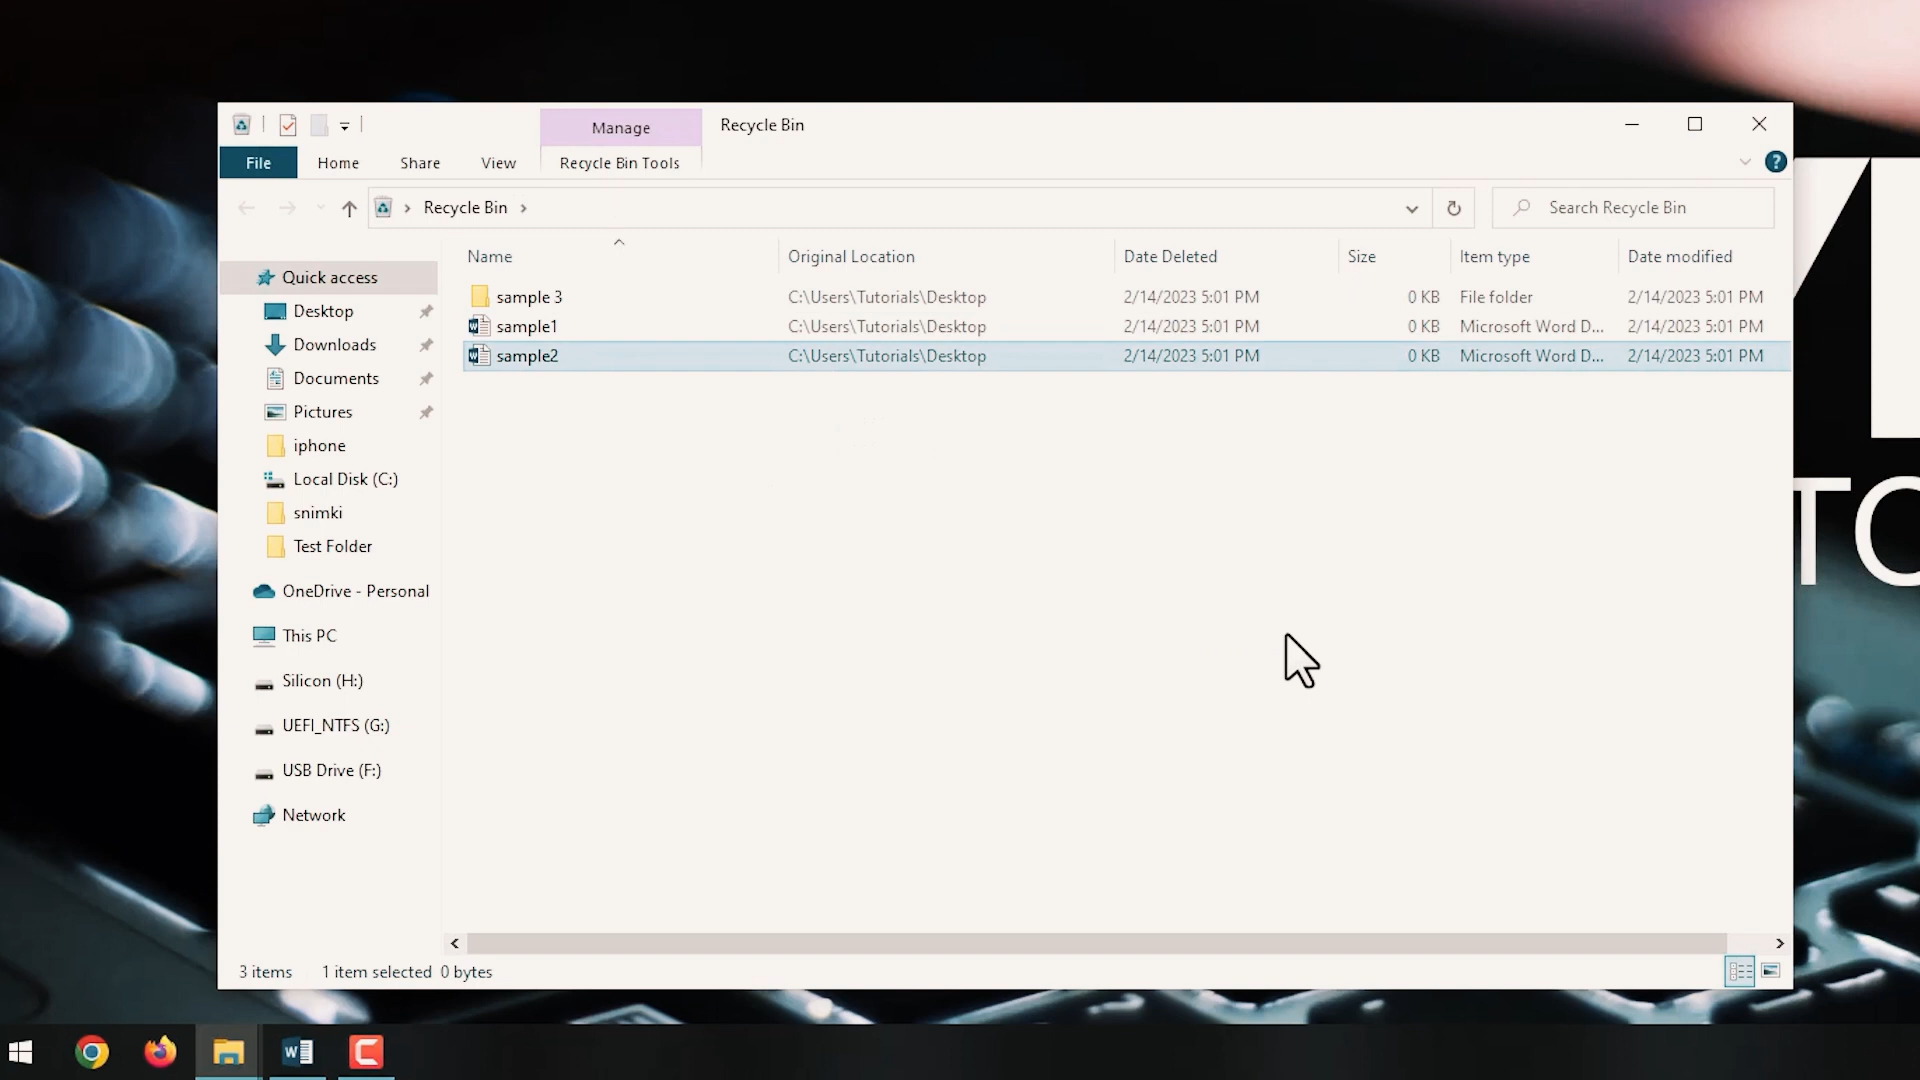 Manage
Recycle Bin
File
Home
Share
View
Recycle Bin Tools
Recycle Bin
Search Recycle Bin
Name
Original Location
Date Deleted
Size
Item type
Date modified
sample 3
C:\Users\Tutorials\Desktop
2/14/2023 5:01 PM
0 KB
File folder
2/14/2023 5:01 PM
sample1
C:\Users\Tutorials\Desktop
2/14/2023 5:01 PM
0 KB
Microsoft Word D...
2/14/2023 5:01 PM
sample2
C:\Users\Tutorials\Desktop
2/14/2023 5:01 PM
0 KB
Microsoft Word D...
2/14/2023 5:01 PM
Quick access
Desktop
Downloads
Documents
Pictures
iphone
Local Disk (C:)
snimki
Test Folder
OneDrive - Personal
This PC
Silicon (H:)
UEFI_NTFS (G:)
USB Drive (F:)
Network
3 items
1 item selected 0 bytes